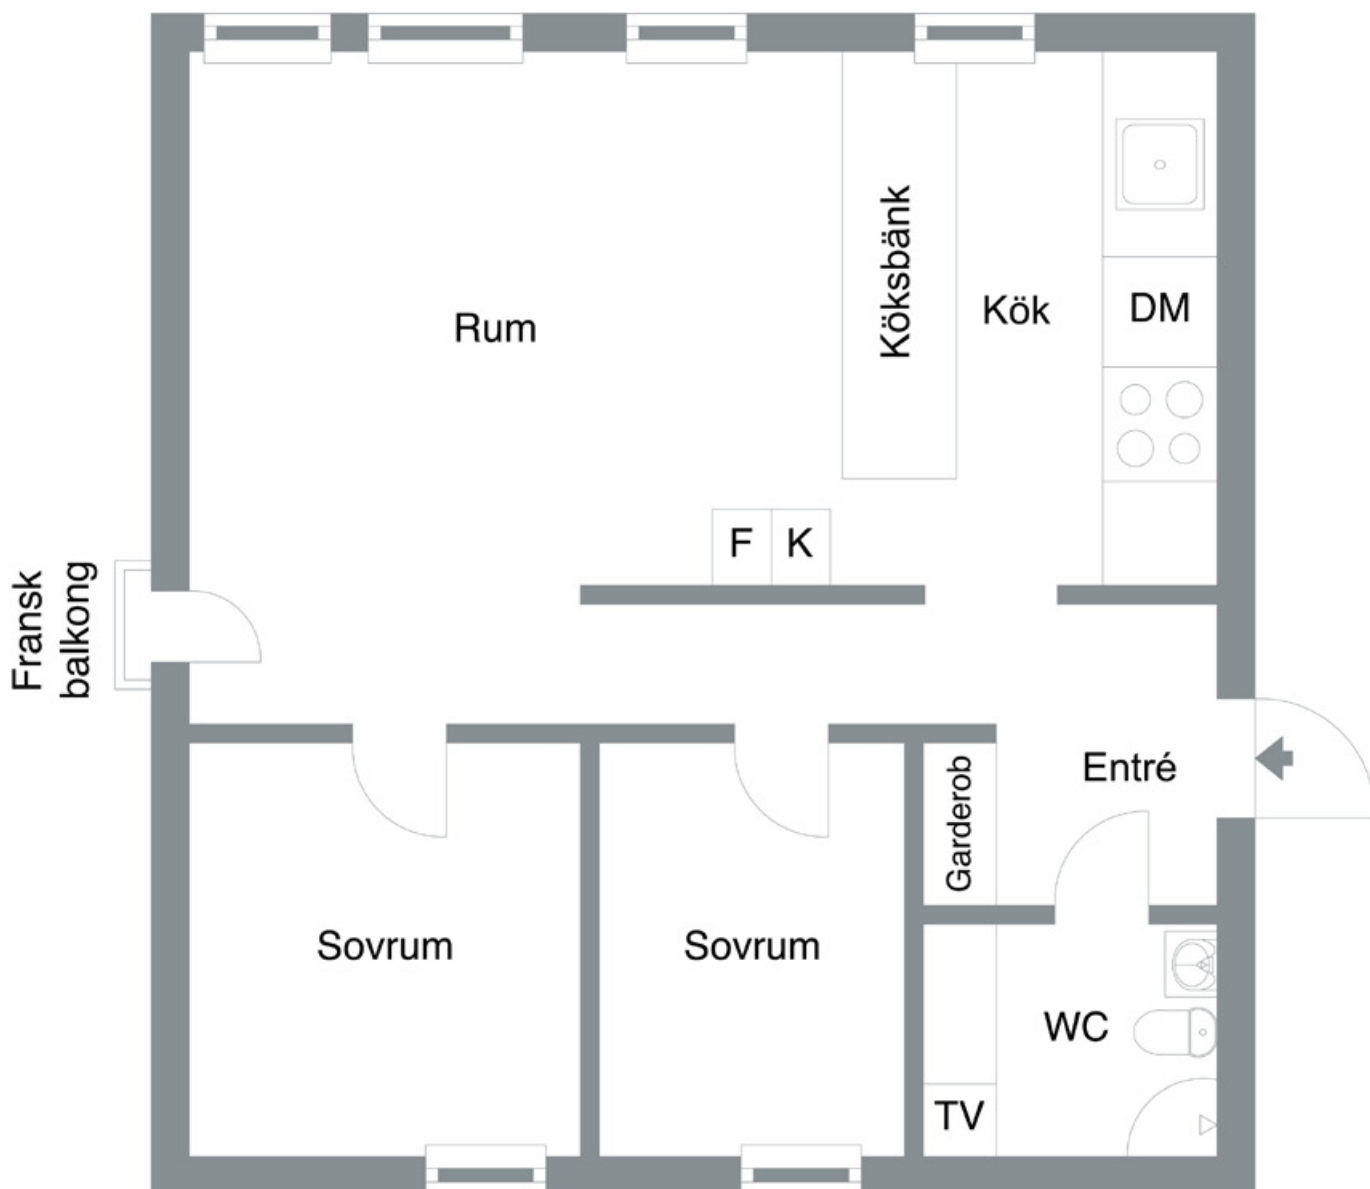 Rum
Köksbänk
Kök
DM
F
K
Fransk
balkong
Garderob
Entré
Sovrum
Sovrum
WC
TV